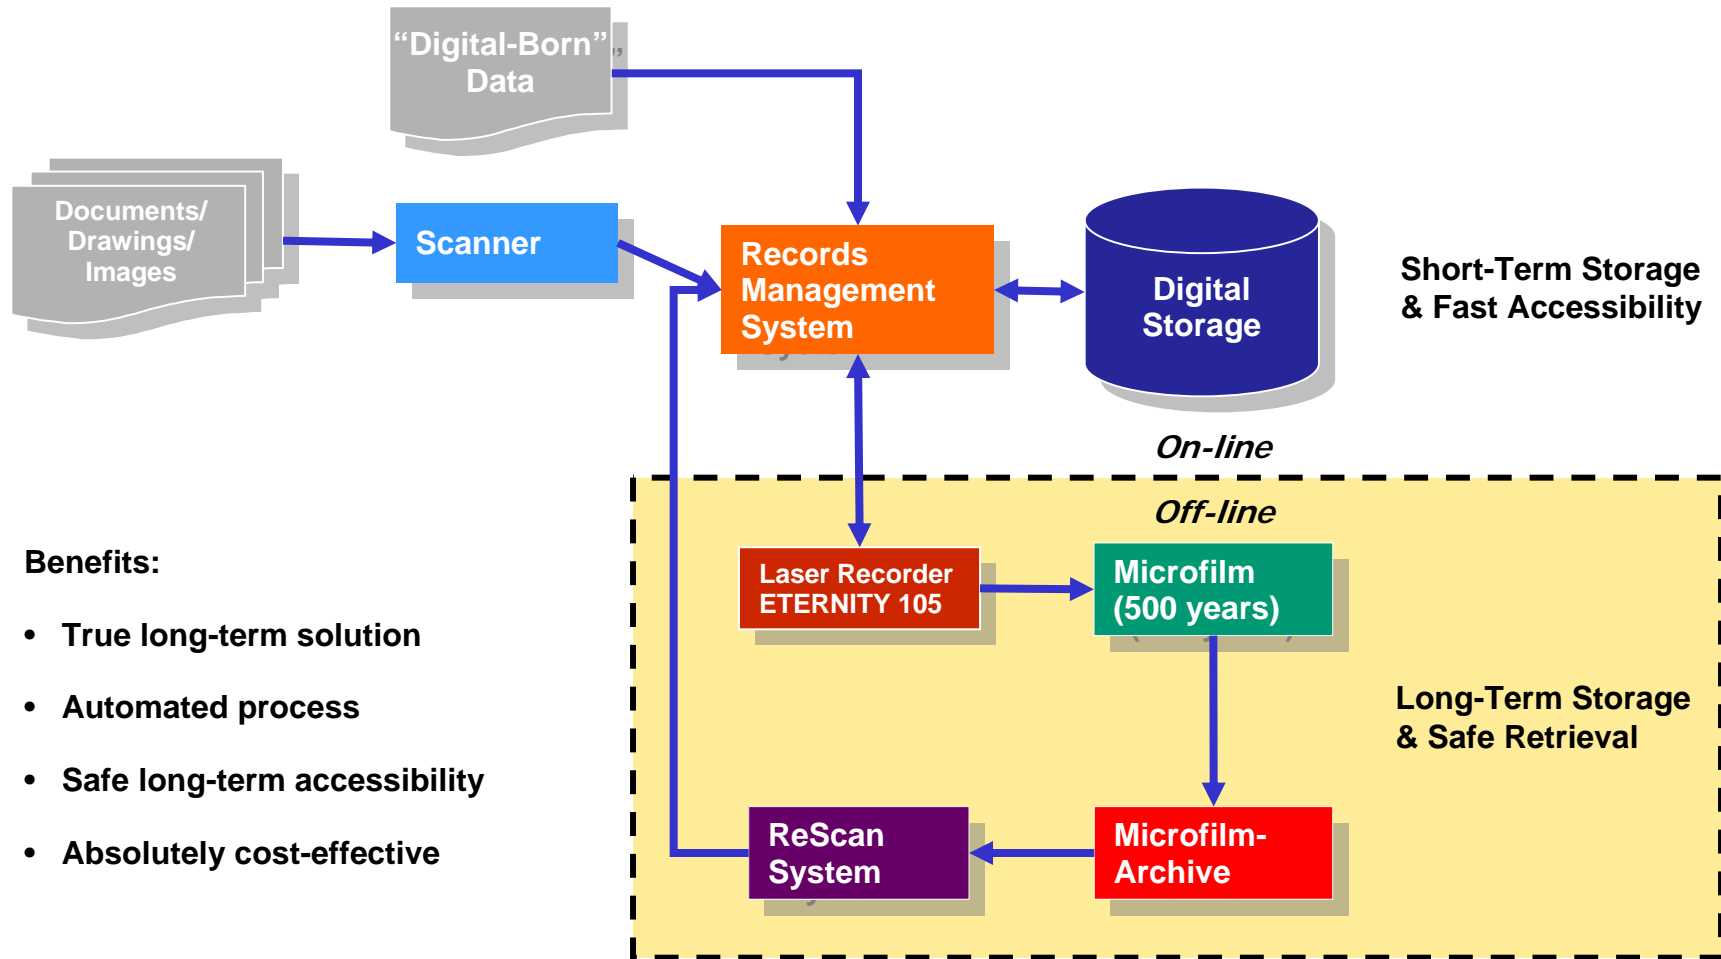 “Digital-Born”
Data
Documents/
Drawings/
Images
Scanner
Records
Management
System
Digital
Storage
Short-Term Storage
& Fast Accessibility
On-line
Off-line
Laser Recorder
ETERNITY 105
Microfilm
(500 years)
Long-Term Storage
& Safe Retrieval
ReScan
System
Microfilm-
Archive
Benefits:
• True long-term solution
• Automated process
• Safe long-term accessibility
• Absolutely cost-effective